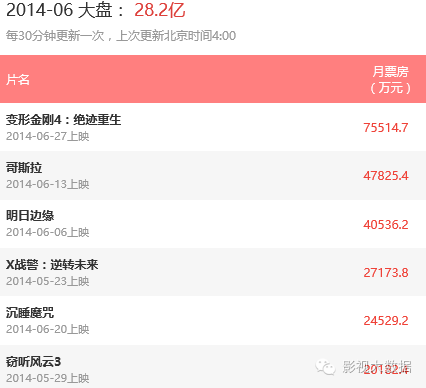 2014-06 大盘： 28.2亿
每30分钟更新一次，上次更新北京时间4:00
片名
月票房
（万元）
变形金刚4：绝迹重生
2014-06-27上映
75514.7
哥斯拉
2014-06-13上映
47825.4
明日边缘
2014-06-06上映
40536.2
X战警：逆转未来
2014-05-23上映
27173.8
沉睡魔咒
2014-06-20上映
24529.2
窃听风云3
2014-05-29上映
20132.4
影视大数据